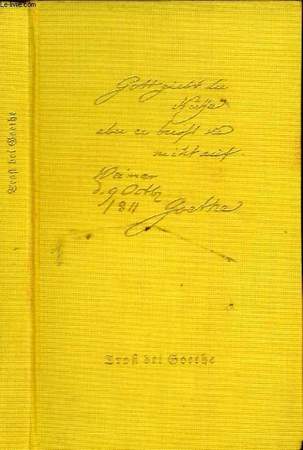 Trost bei Goethe
Gott giebt die
Nüsse
aber er beisst sie
nicht auf
Weimar
d. 9 Octb
1811 Goethe
Trost bei Goethe